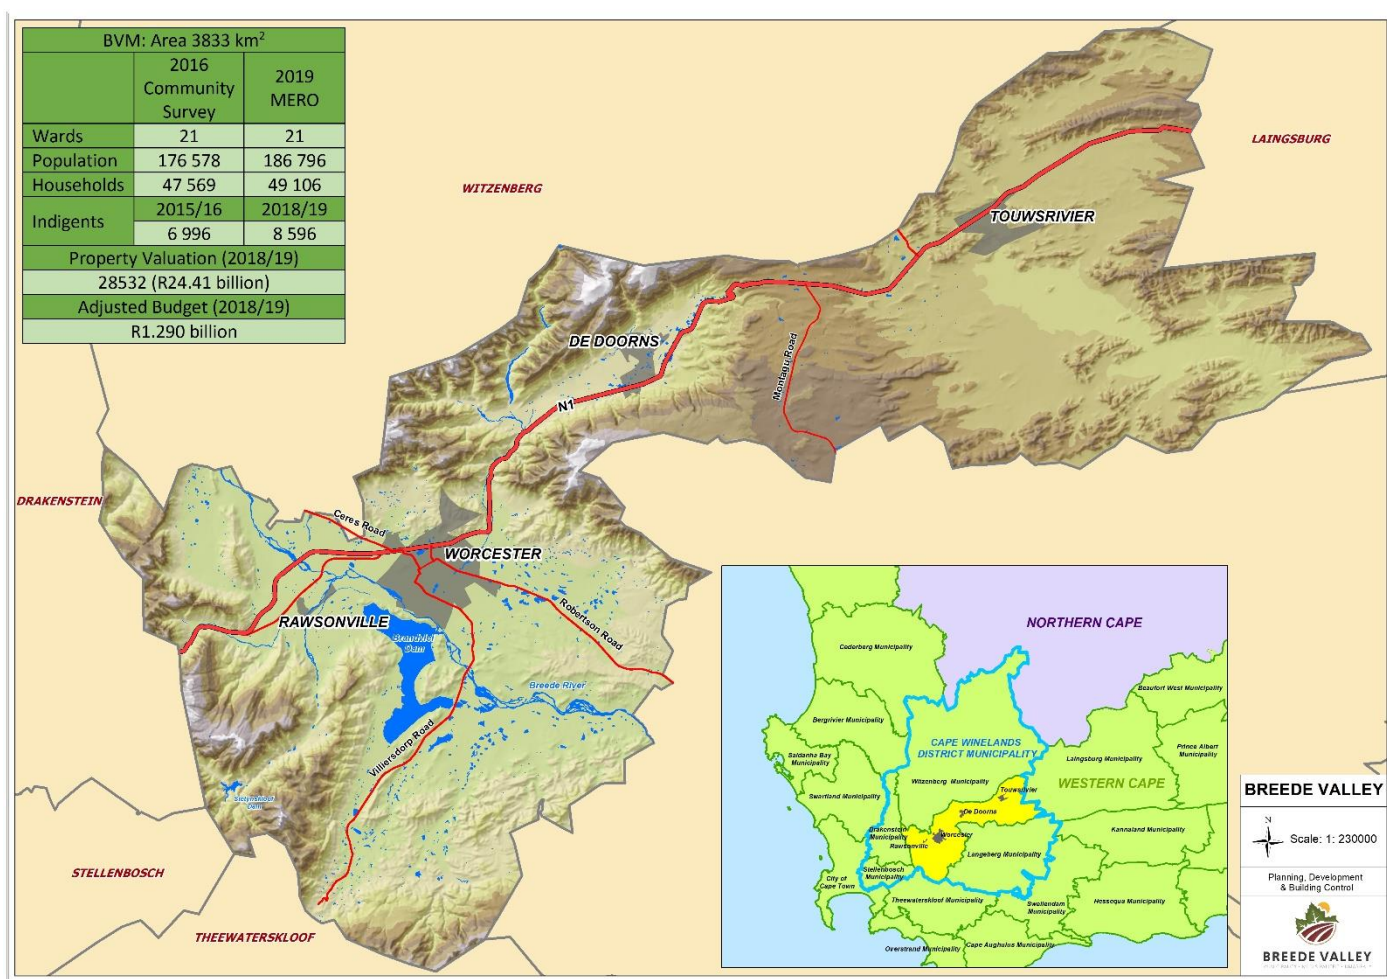 BVM: Area 3833 km²
2016 Community Survey
2019 MERO
Wards 21 21
Population 176 578 186 796
Households 47 569 49 106
Indigents 2015/16 2018/19
6 996 8 596
Property Valuation (2018/19)
28532 (R24.41 billion)
Adjusted Budget (2018/19)
R1.290 billion
LAINGSBURG
WITZENBERG
TOUWSRIVIER
DE DOORNS
Montagu Road
N1
DRAKENSTEIN
Ceres Road
WORCESTER
RAWSONVILLE
Robertson Road
Brandvlei
Dam
Breede River
Villiersdorp Road
Stetynskloof
Dam
STELLENBOSCH
THEEWATERSKLOOF
NORTHERN CAPE
Cederberg Municipality
Beaufort West Municipality
Bergrivier Municipality
CAPE WINELANDS
DISTRICT MUNICIPALITY
Saldanha Bay
Municipality
Laingsburg Municipality
Prince Albert
Municipality
Witzenberg Municipality
WESTERN CAPE
Swartland Municipality
Touwsrivier
De Doorns
Drakenstein
Municipality
Worcester
Rawsonville
Kannaland Municipality
Langeberg Municipality
Stellenbosch
Municipality
City of
Cape Town
Theewaterskloof Municipality
Swellendam
Municipality
Hessequa Municipality
Overstrand Municipality
Cape Aughulus Municipality
BREEDE VALLEY
N
Scale: 1: 230000
Planning, Development
& Building Control
BREEDE VALLEY